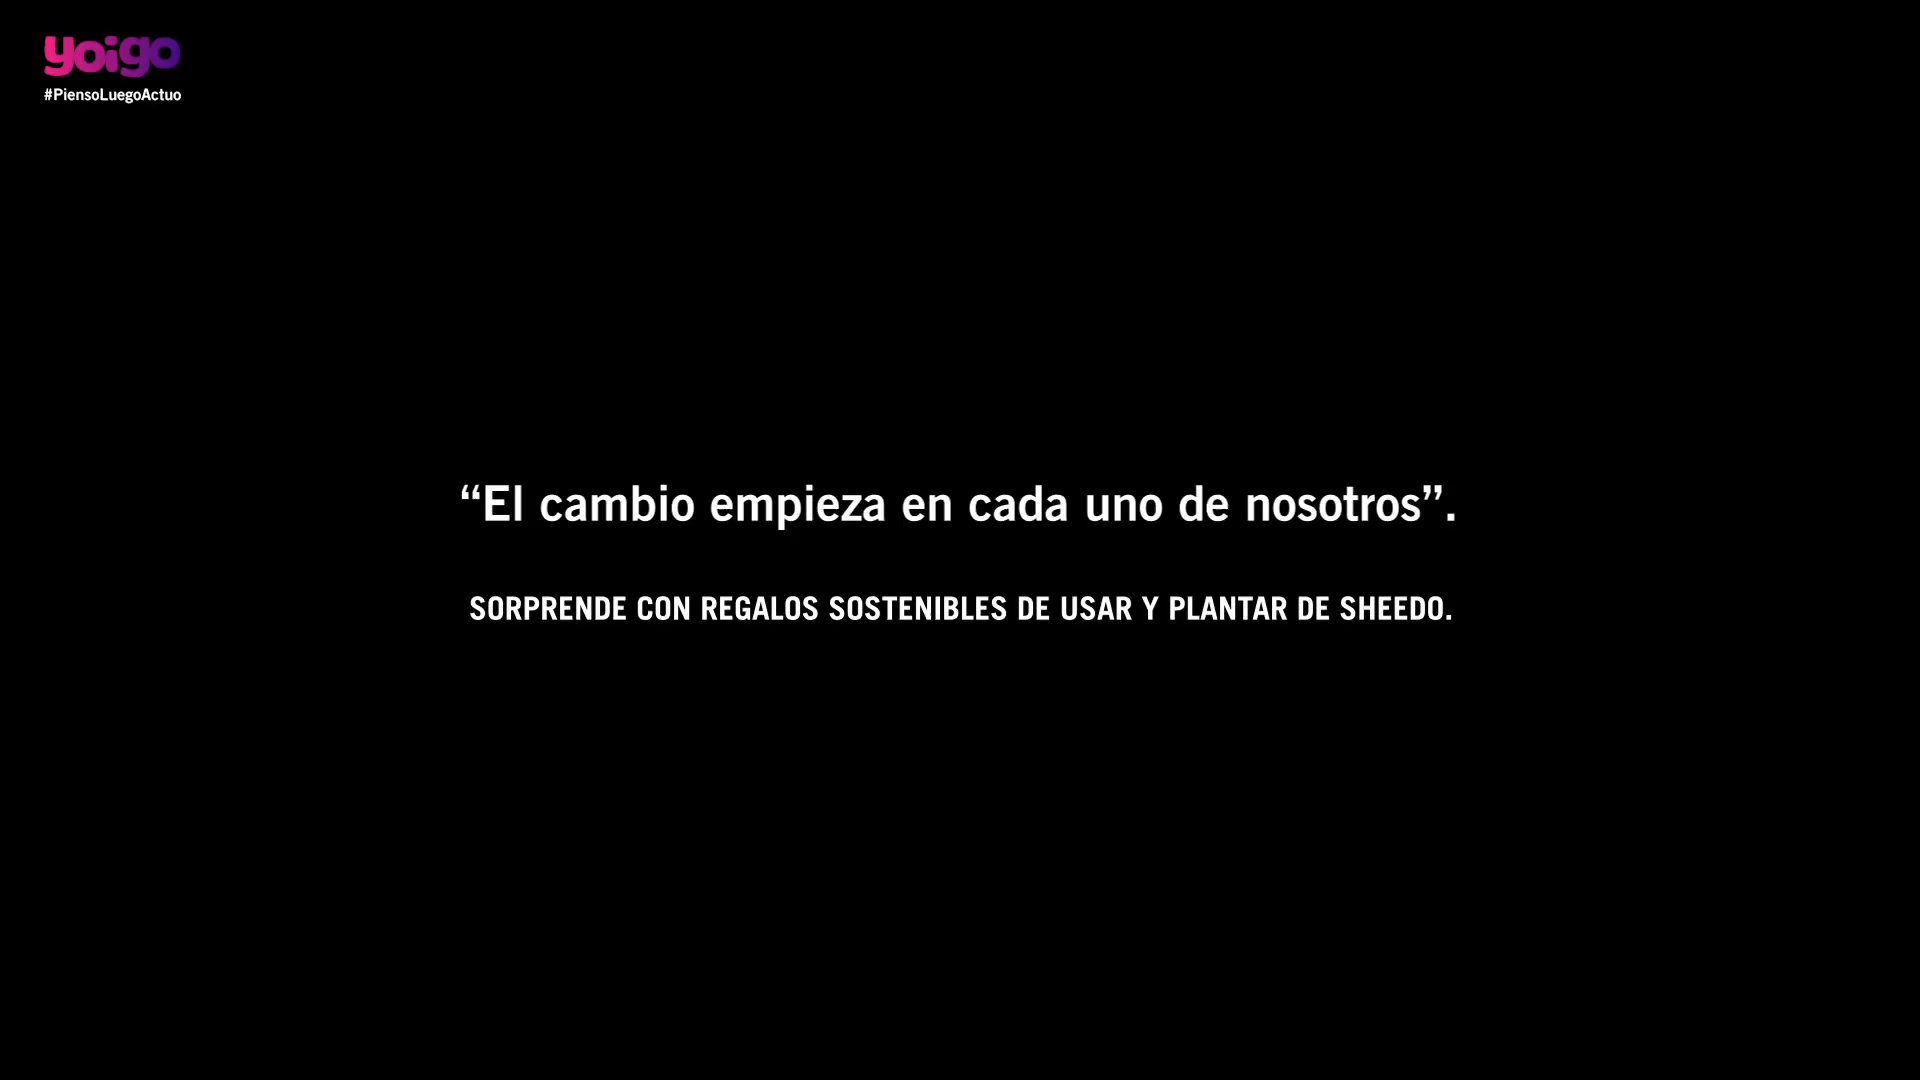 yoigo
#PiensoLuegoActuo
“El cambio empieza en cada uno de nosotros”.
SORPRENDE CON REGALOS SOSTENIBLES DE USAR Y PLANTAR DE SHEEDO.